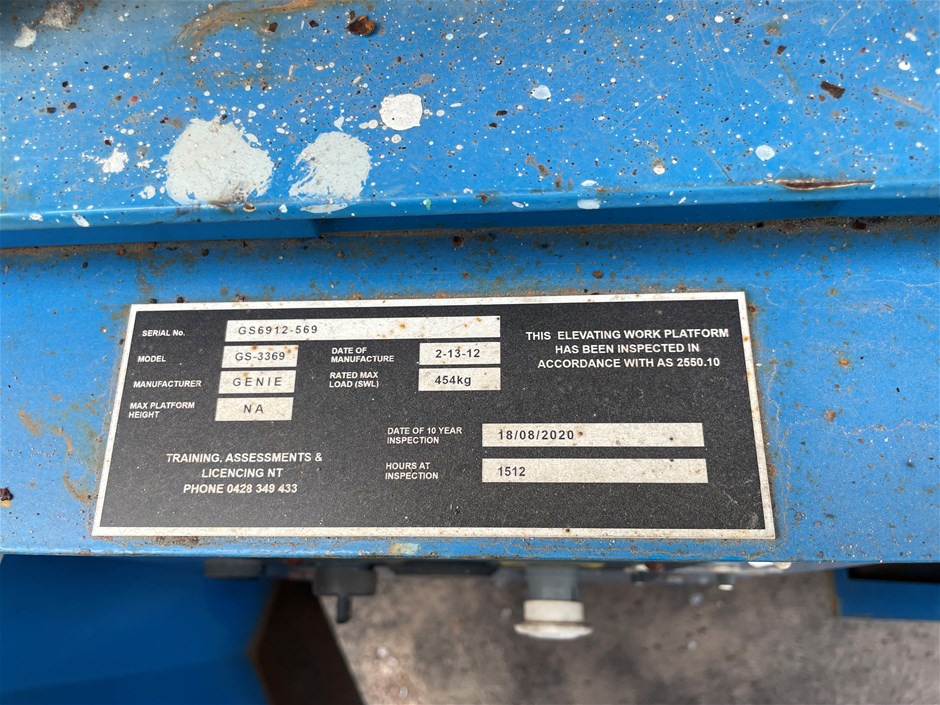 SERIAL No. GS6912-569
MODEL GS-3369
MANUFACTURER GENIE
MAX PLATFORM
HEIGHT NA
DATE OF
MANUFACTURE 2-13-12
RATED MAX
LOAD (SWL) 454kg
THIS ELEVATING WORK PLATFORM
HAS BEEN INSPECTED IN
ACCORDANCE WITH AS 2550.10
TRAINING, ASSESSMENTS &
LICENCING NT
PHONE 0428 349 433
DATE OF 10 YEAR
INSPECTION 18/08/2020
HOURS AT
INSPECTION 1512